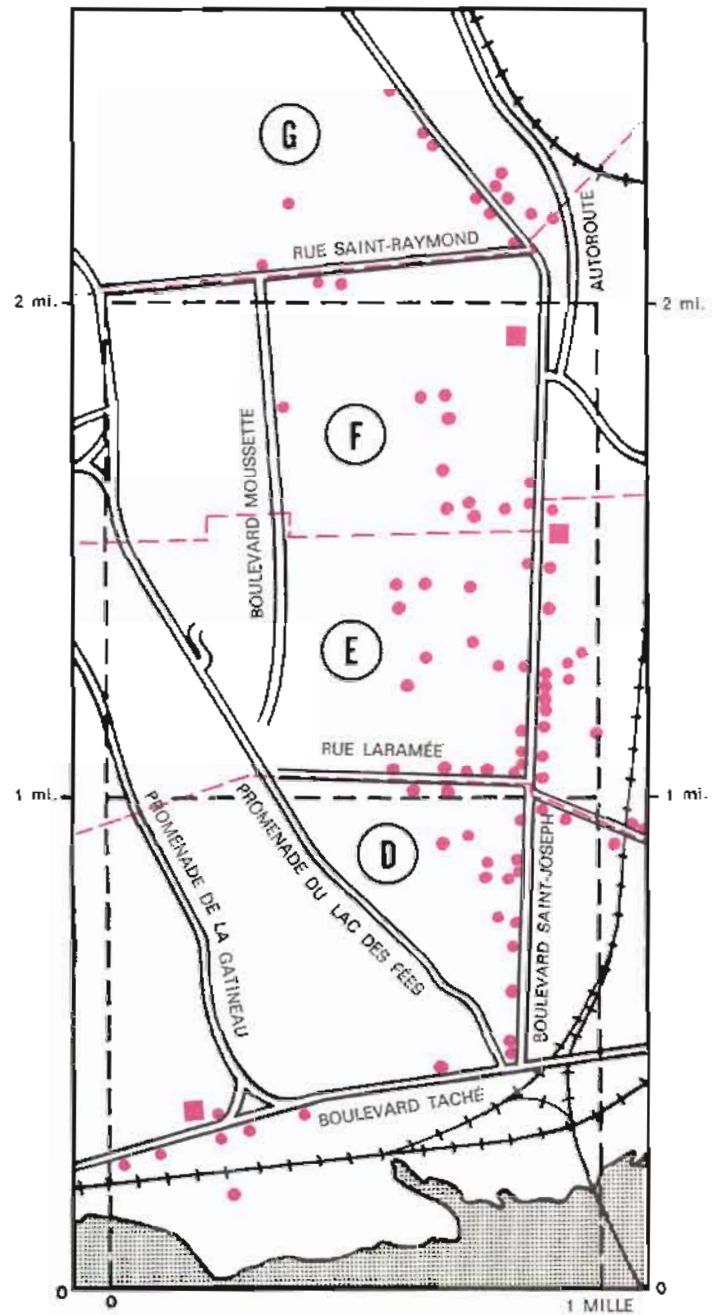 G
RUE SAINT-RAYMOND
AUTOROUTE
2 mi.
2 mi.
F
BOULEVARD MOUSSETTE
E
RUE LARAMÉE
1 mi.
1 mi.
D
PROMENADE DE LA GATINEAU
PROMENADE DU LAC DES FÉES
BOULEVARD SAINT-JOSEPH
BOULEVARD TACHÉ
0
0
0
1 MILLE